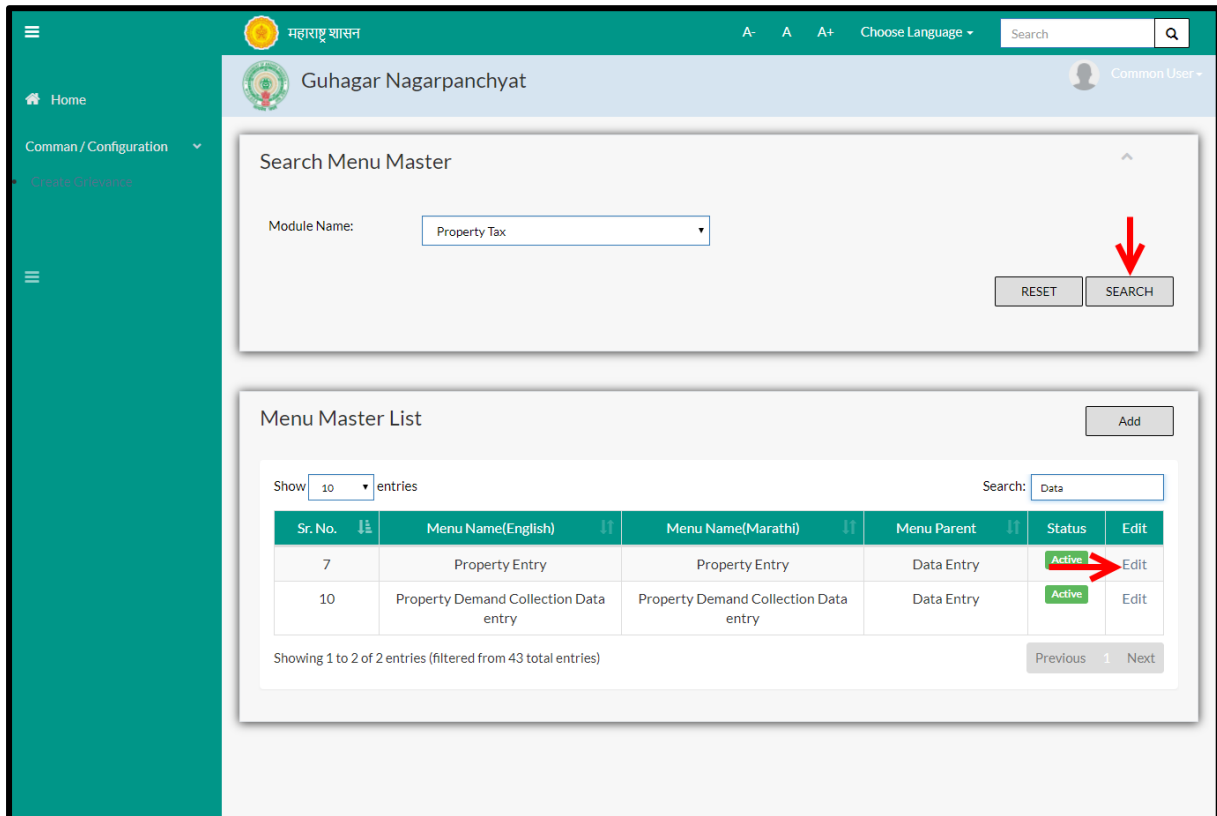 महाराष्ट्र शासन A- A A+ Choose Language Search
Guhagar Nagarpanchyat Common User
Home
Comman / Configuration
Create Grievance
Search Menu Master
Module Name: Property Tax
RESET SEARCH
Menu Master List Add
Show 10 entries Search: Data
Sr. No. Menu Name(English) Menu Name(Marathi) Menu Parent Status Edit
7 Property Entry Property Entry Data Entry Active Edit
10 Property Demand Collection Data entry Property Demand Collection Data entry Data Entry Active Edit
Showing 1 to 2 of 2 entries (filtered from 43 total entries) Previous 1 Next